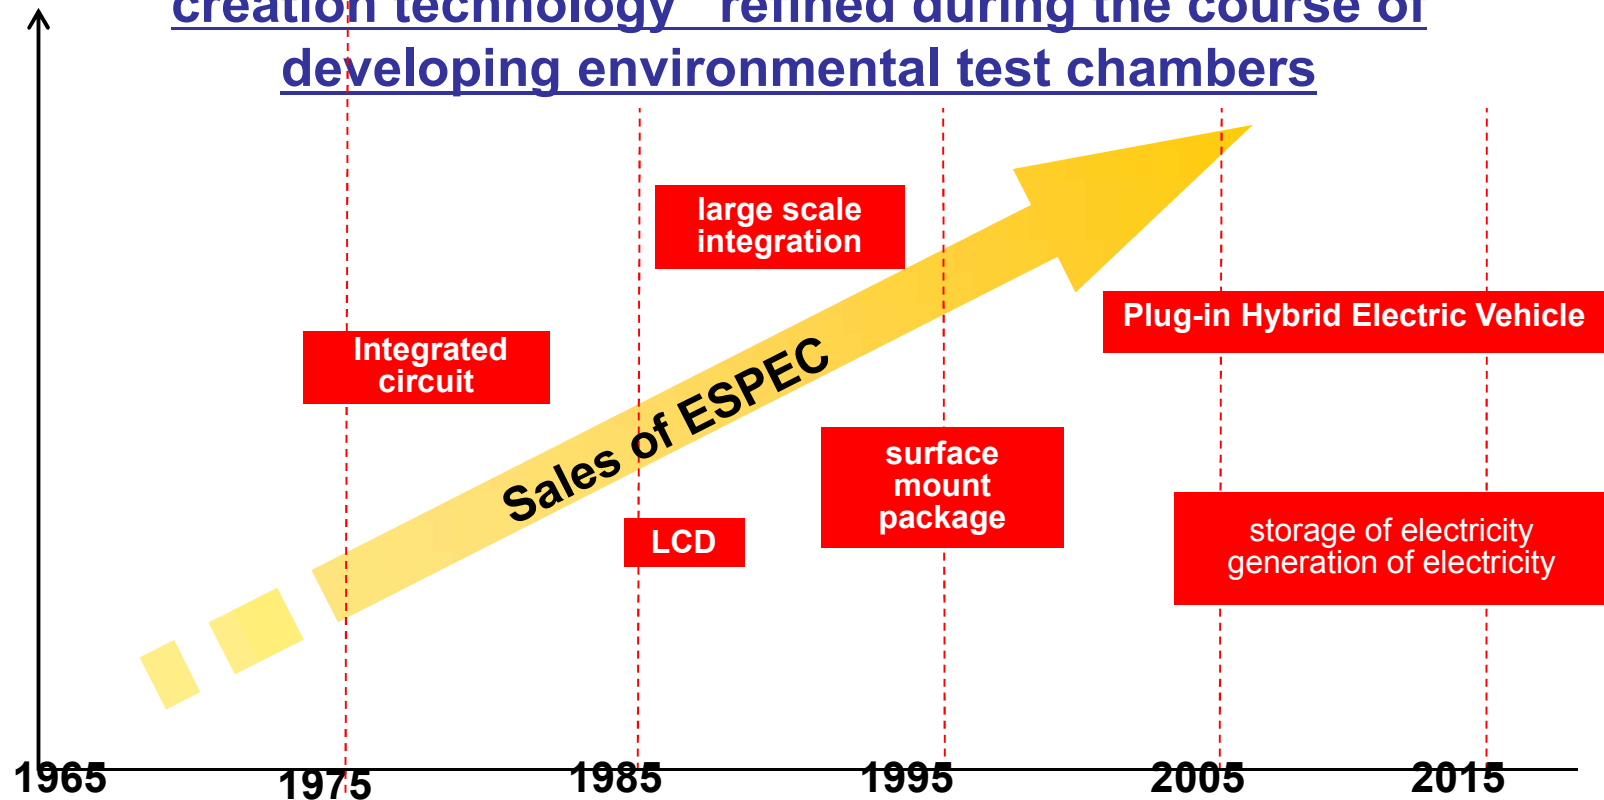 creation technology" refined during the course of
developing environmental test chambers
large scale
integration
Plug-in Hybrid Electric Vehicle
Integrated
circuit
Sales of ESPEC
surface
mount
package
LCD
storage of electricity
generation of electricity
1965
1975
1985
1995
2005
2015